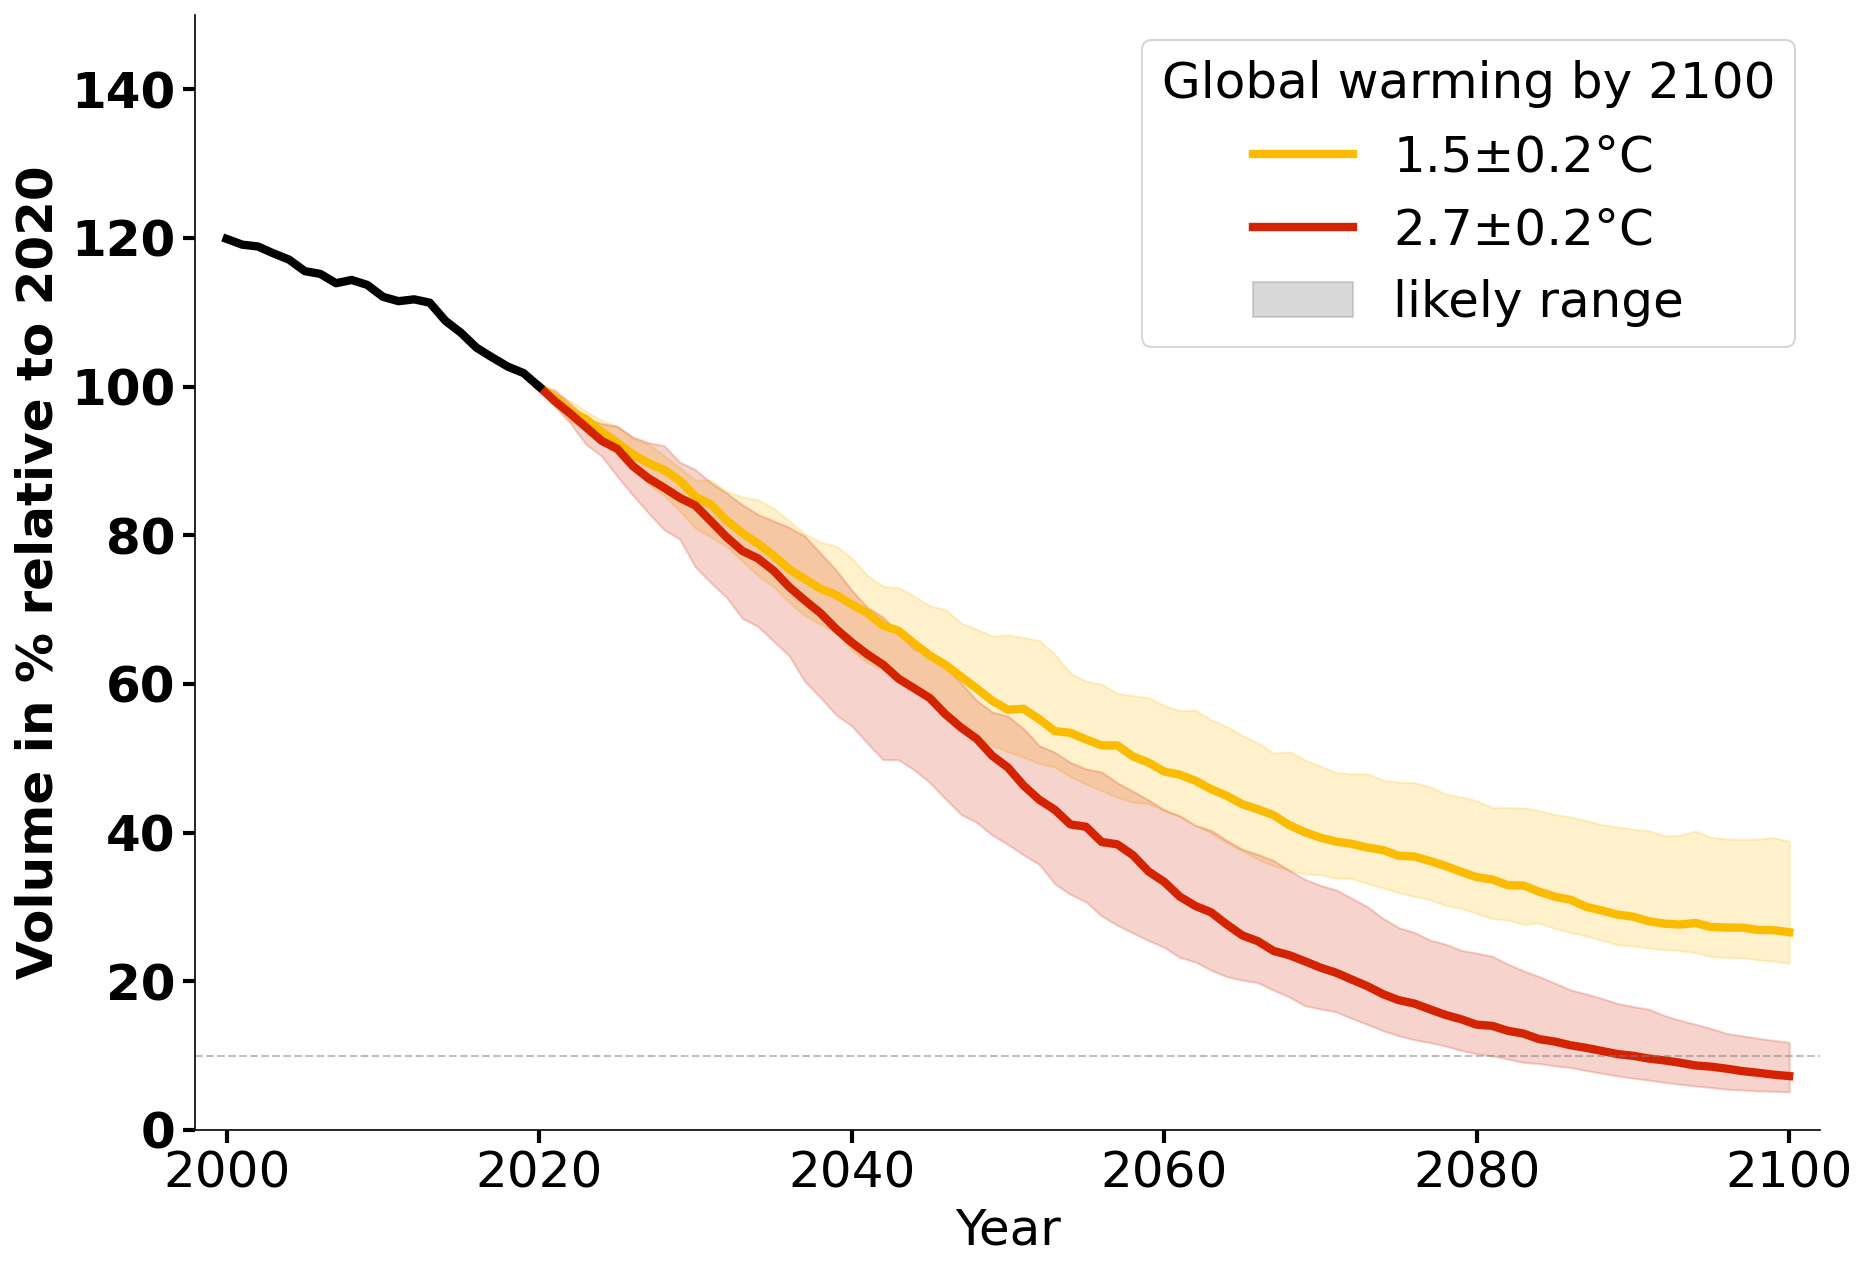 Global warming by 2100
1.5±0.2°C
2.7±0.2°C
likely range
Volume in % relative to 2020
140
120
100
80
60
40
20
0
2000 2020 2040 2060 2080 2100
Year